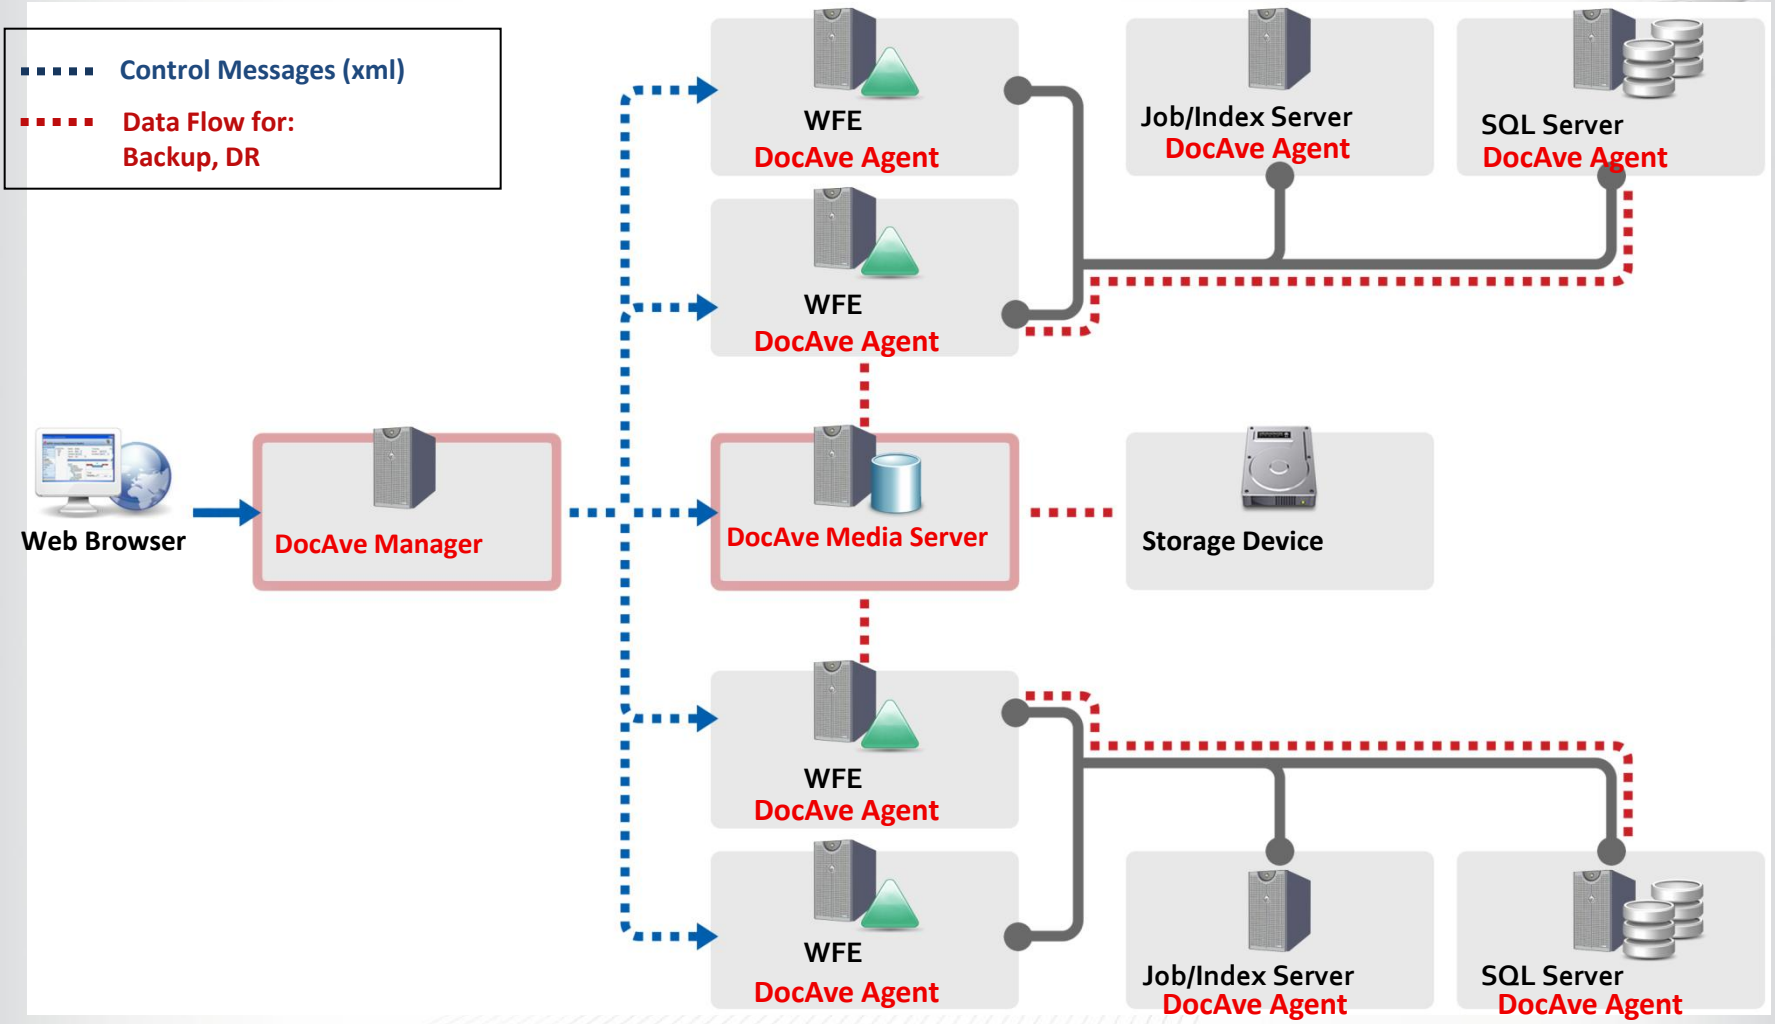 Control Messages (xml)
Data Flow for:
Backup, DR
WFE
DocAve Agent
Job/Index Server
DocAve Agent
SQL Server
DocAve Agent
WFE
DocAve Agent
Web Browser
DocAve Manager
DocAve Media Server
Storage Device
WFE
DocAve Agent
WFE
DocAve Agent
Job/Index Server
DocAve Agent
SQL Server
DocAve Agent